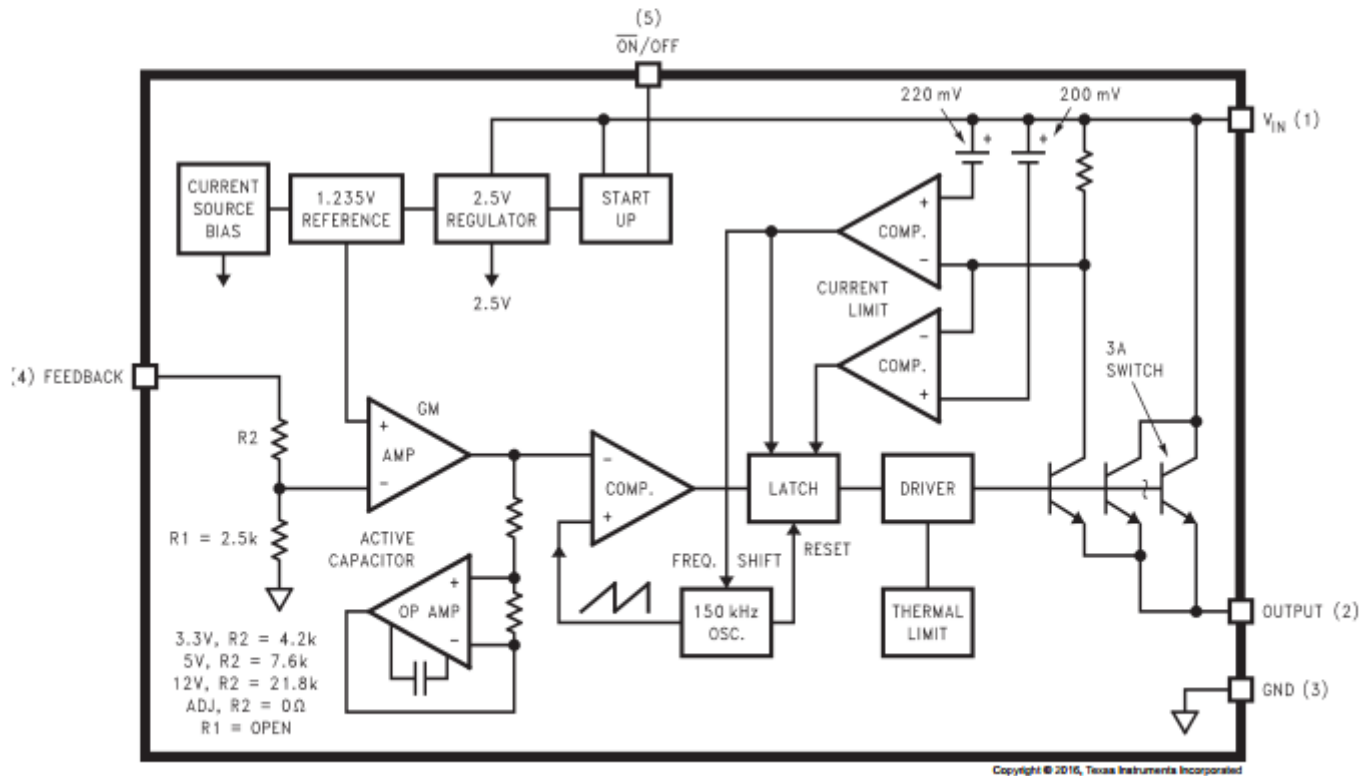 (5)
ON/OFF
220 mV
200 mV
+
+
V_IN (1)
CURRENT
SOURCE
BIAS
1.235V
REFERENCE
2.5V
REGULATOR
START
UP
2.5V
+
COMP.
-
CURRENT
LIMIT
-
COMP.
+
3A
SWITCH
(4) FEEDBACK
R2
R1 = 2.5k
GM
+
AMP
-
ACTIVE
CAPACITOR
+
OP AMP
-
-
COMP.
+
LATCH
DRIVER
FREQ. SHIFT
RESET
150 kHz
OSC.
THERMAL
LIMIT
OUTPUT (2)
GND (3)
3.3V, R2 = 4.2k
5V, R2 = 7.6k
12V, R2 = 21.8k
ADJ, R2 = 0Ω
R1 = OPEN
Copyright © 2016, Texas Instruments Incorporated